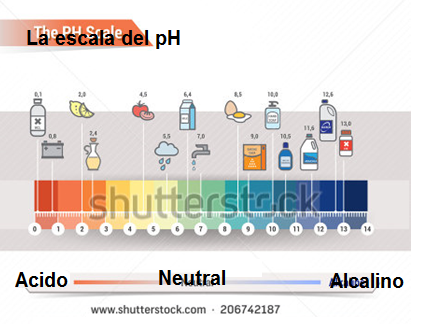 The PH Scale
La escala del pH
0,1
2,0
4,5
6,4
8,5
10,0
12,6
0,8
2,4
5,5
7,0
9,0
10,5
11,6
13,0
shutterstock
0 1 2 3 4 5 6 7 8 9 10 11 12 13 14
Acido
Neutral
Alcalino
www.shutterstock.com · 206742187